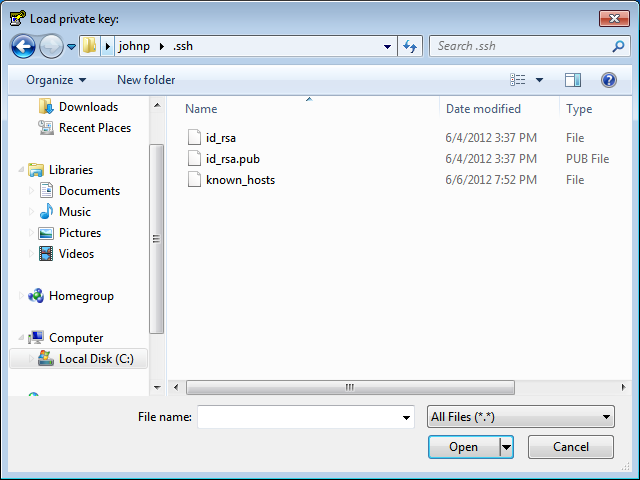 Load private key:
johnp .ssh
Search .ssh
Organize New folder
Name Date modified Type
Downloads
Recent Places
Libraries
Documents
Music
Pictures
Videos
Homegroup
Computer
Local Disk (C:)
id_rsa 6/4/2012 3:37 PM File
id_rsa.pub 6/4/2012 3:37 PM PUB File
known_hosts 6/6/2012 7:52 PM File
File name:
All Files (*.*)
Open Cancel